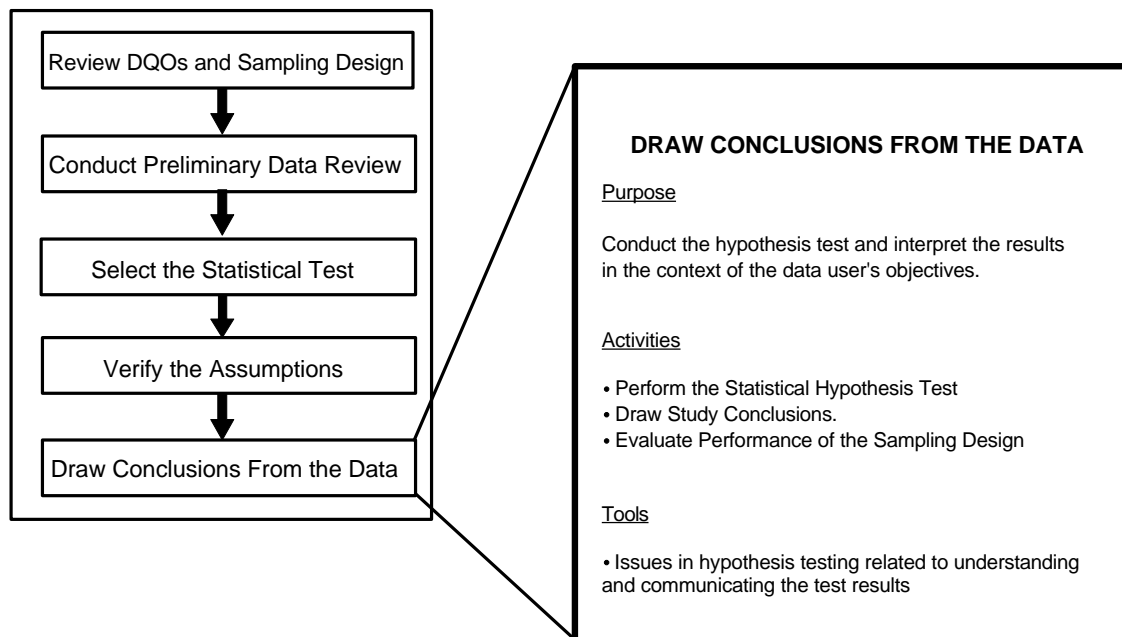 Review DQOs and Sampling Design
Conduct Preliminary Data Review
Select the Statistical Test
Verify the Assumptions
Draw Conclusions From the Data
DRAW CONCLUSIONS FROM THE DATA
Purpose
Conduct the hypothesis test and interpret the results
in the context of the data user's objectives.
Activities
• Perform the Statistical Hypothesis Test
• Draw Study Conclusions.
• Evaluate Performance of the Sampling Design
Tools
• Issues in hypothesis testing related to understanding
and communicating the test results